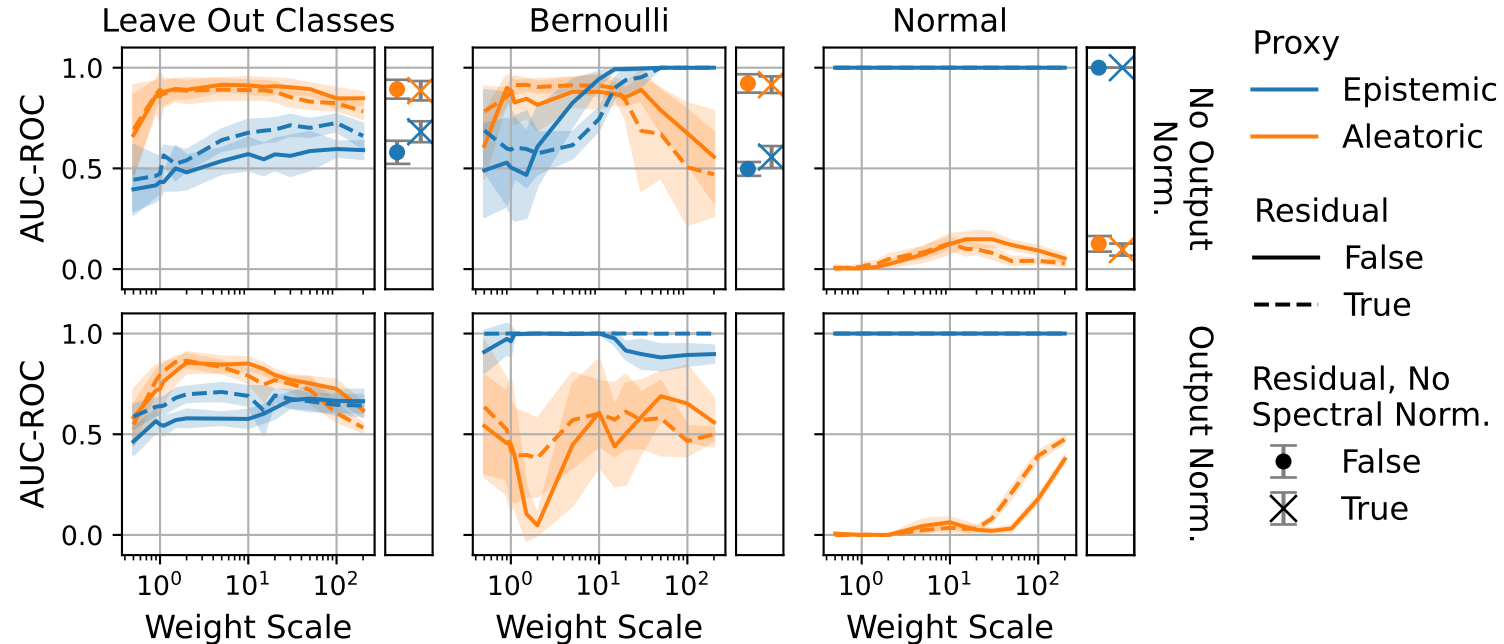 Leave Out Classes
Bernoulli
Normal
AUC-ROC
1.0
0.5
0.0
No Output
Norm.
AUC-ROC
1.0
0.5
0.0
Output Norm.
10⁰ 10¹ 10²
10⁰ 10¹ 10²
10⁰ 10¹ 10²
Weight Scale
Weight Scale
Weight Scale
Proxy
Epistemic
Aleatoric
Residual
False
True
Residual, No
Spectral Norm.
False
True